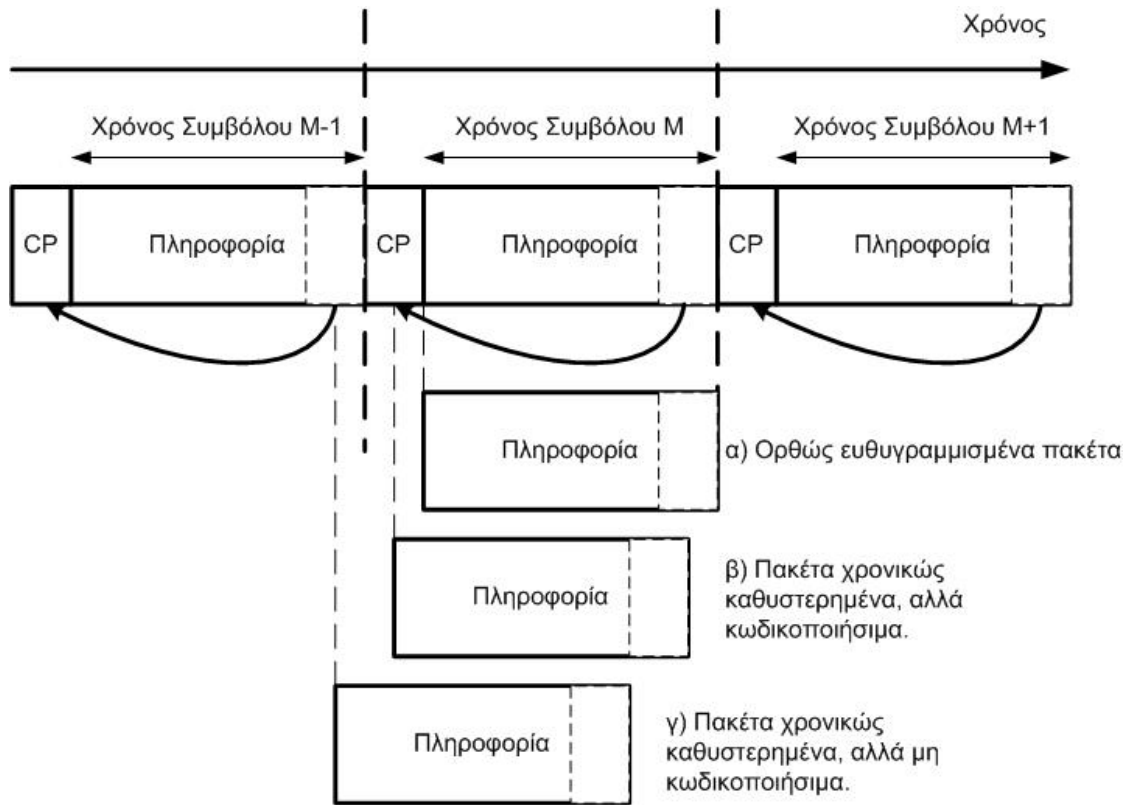 Χρόνος
Χρόνος Συμβόλου M-1
Χρόνος Συμβόλου M
Χρόνος Συμβόλου M+1
CP
Πληροφορία
CP
Πληροφορία
CP
Πληροφορία
Πληροφορία
α) Ορθώς ευθυγραμμισμένα πακέτα
Πληροφορία
β) Πακέτα χρονικώς
καθυστερημένα, αλλά
κωδικοποιήσιμα.
Πληροφορία
γ) Πακέτα χρονικώς
καθυστερημένα, αλλά μη
κωδικοποιήσιμα.